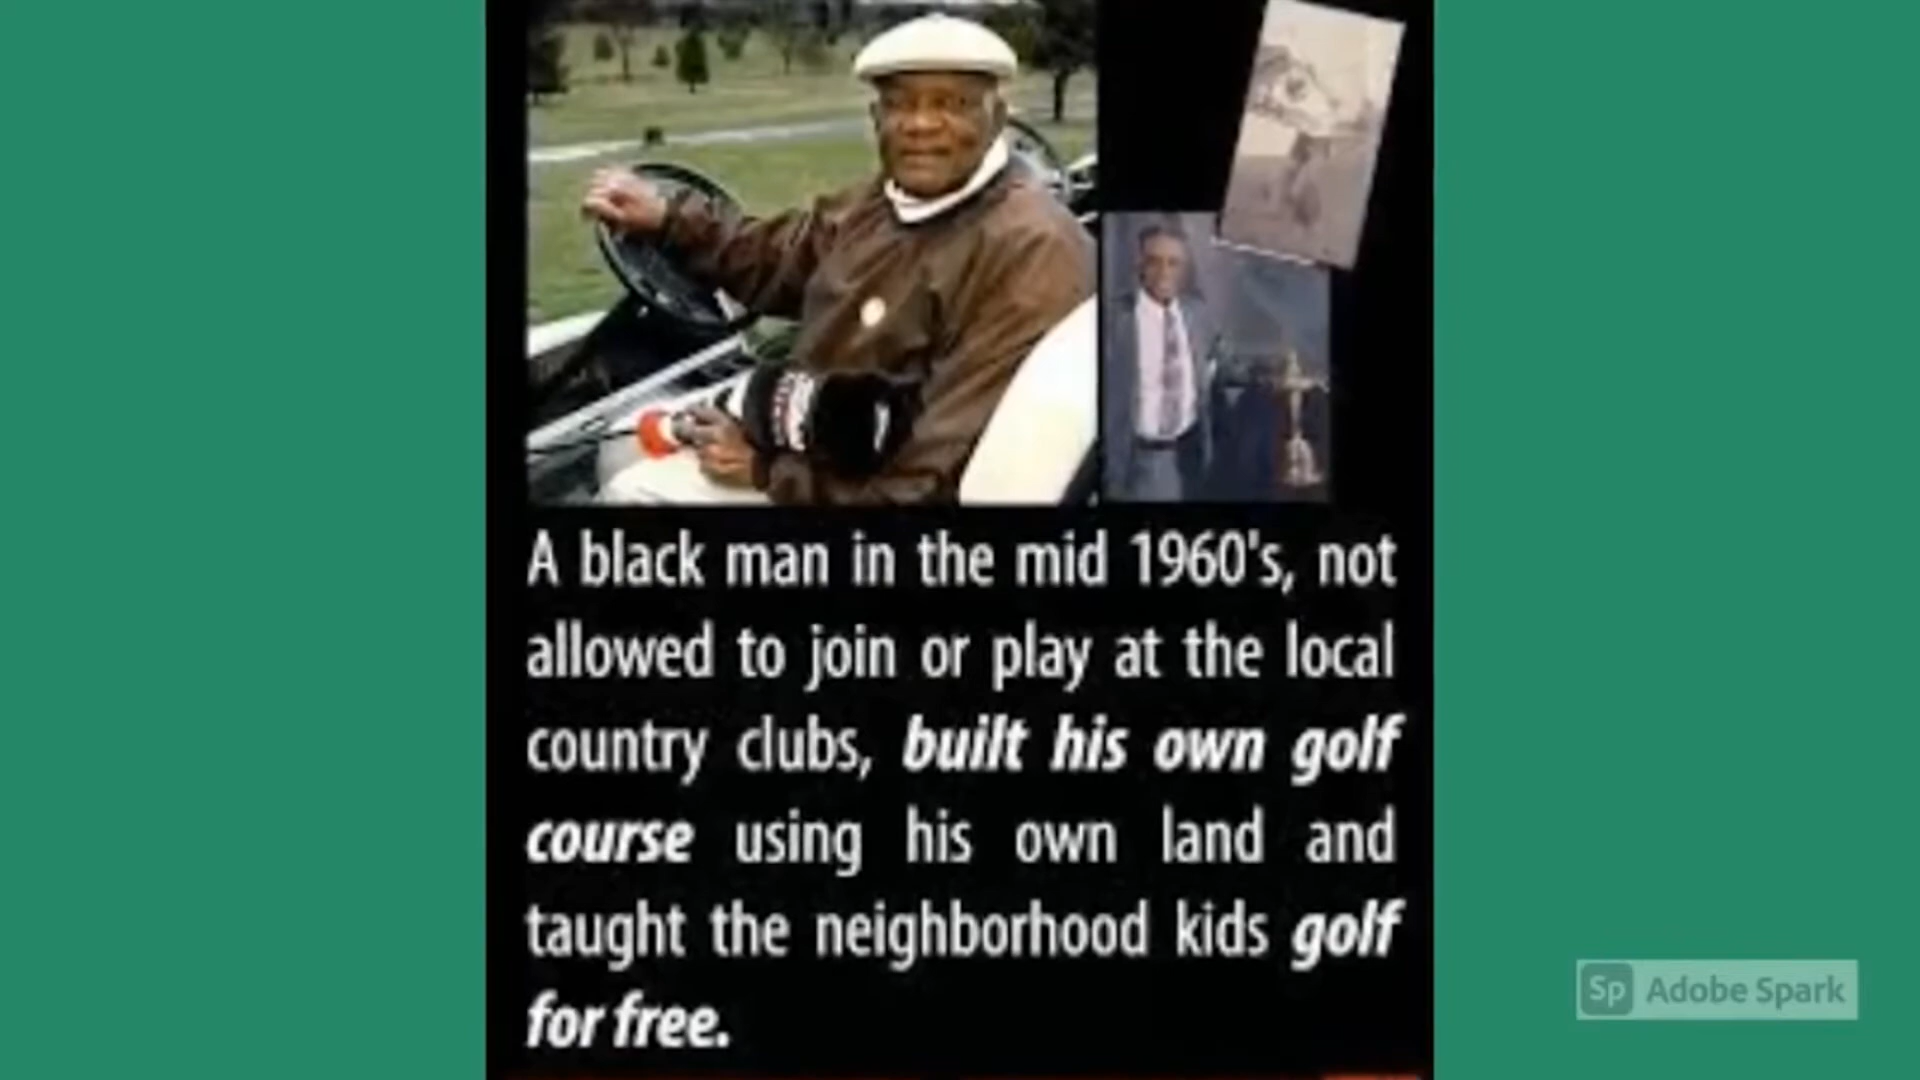 A black man in the mid 1960's, not
allowed to join or play at the local
country clubs, built his own golf
course using his own land and
taught the neighborhood kids golf
for free.
Sp Adobe Spark